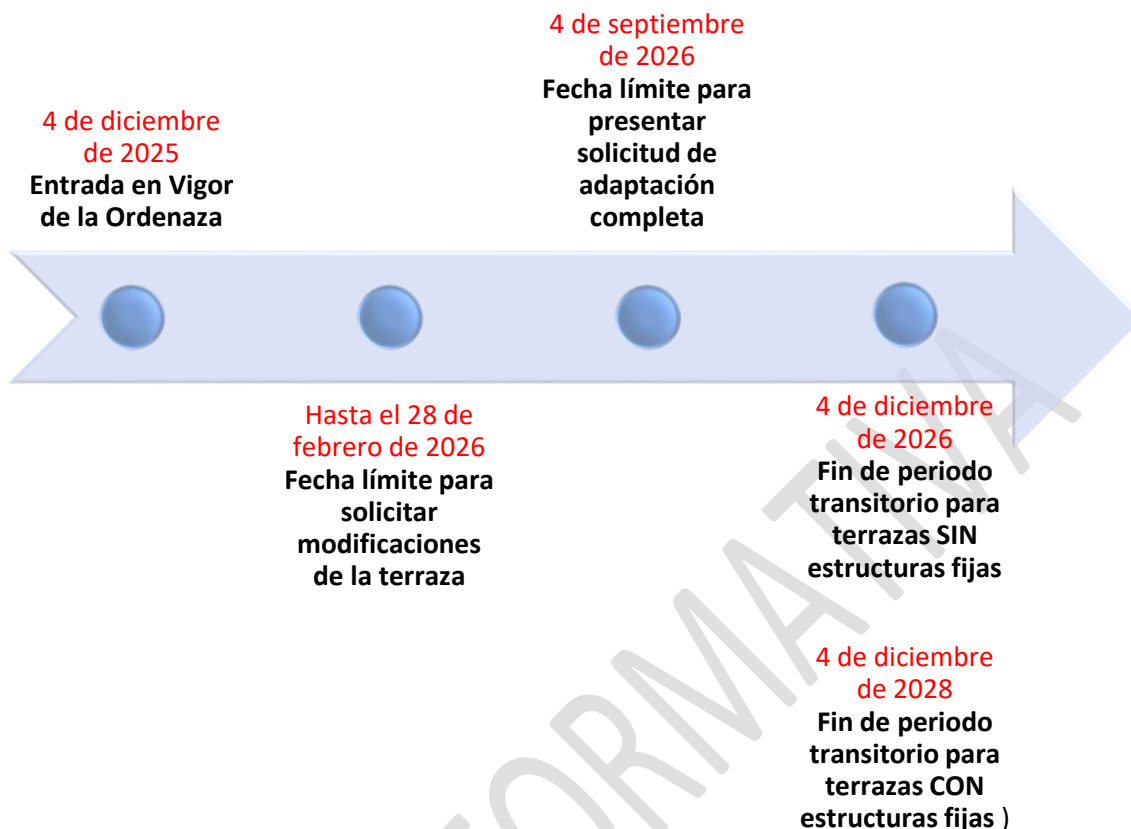 4 de diciembre
de 2025
Entrada en Vigor
de la Ordenaza
Hasta el 28 de
febrero de 2026
Fecha límite para
solicitar
modificaciones
de la terraza
4 de septiembre
de 2026
Fecha límite para
presentar
solicitud de
adaptación
completa
4 de diciembre
de 2026
Fin de periodo
transitorio para
terrazas SIN
estructuras fijas
4 de diciembre
de 2028
Fin de periodo
transitorio para
terrazas CON
estructuras fijas )
FORMATIVA